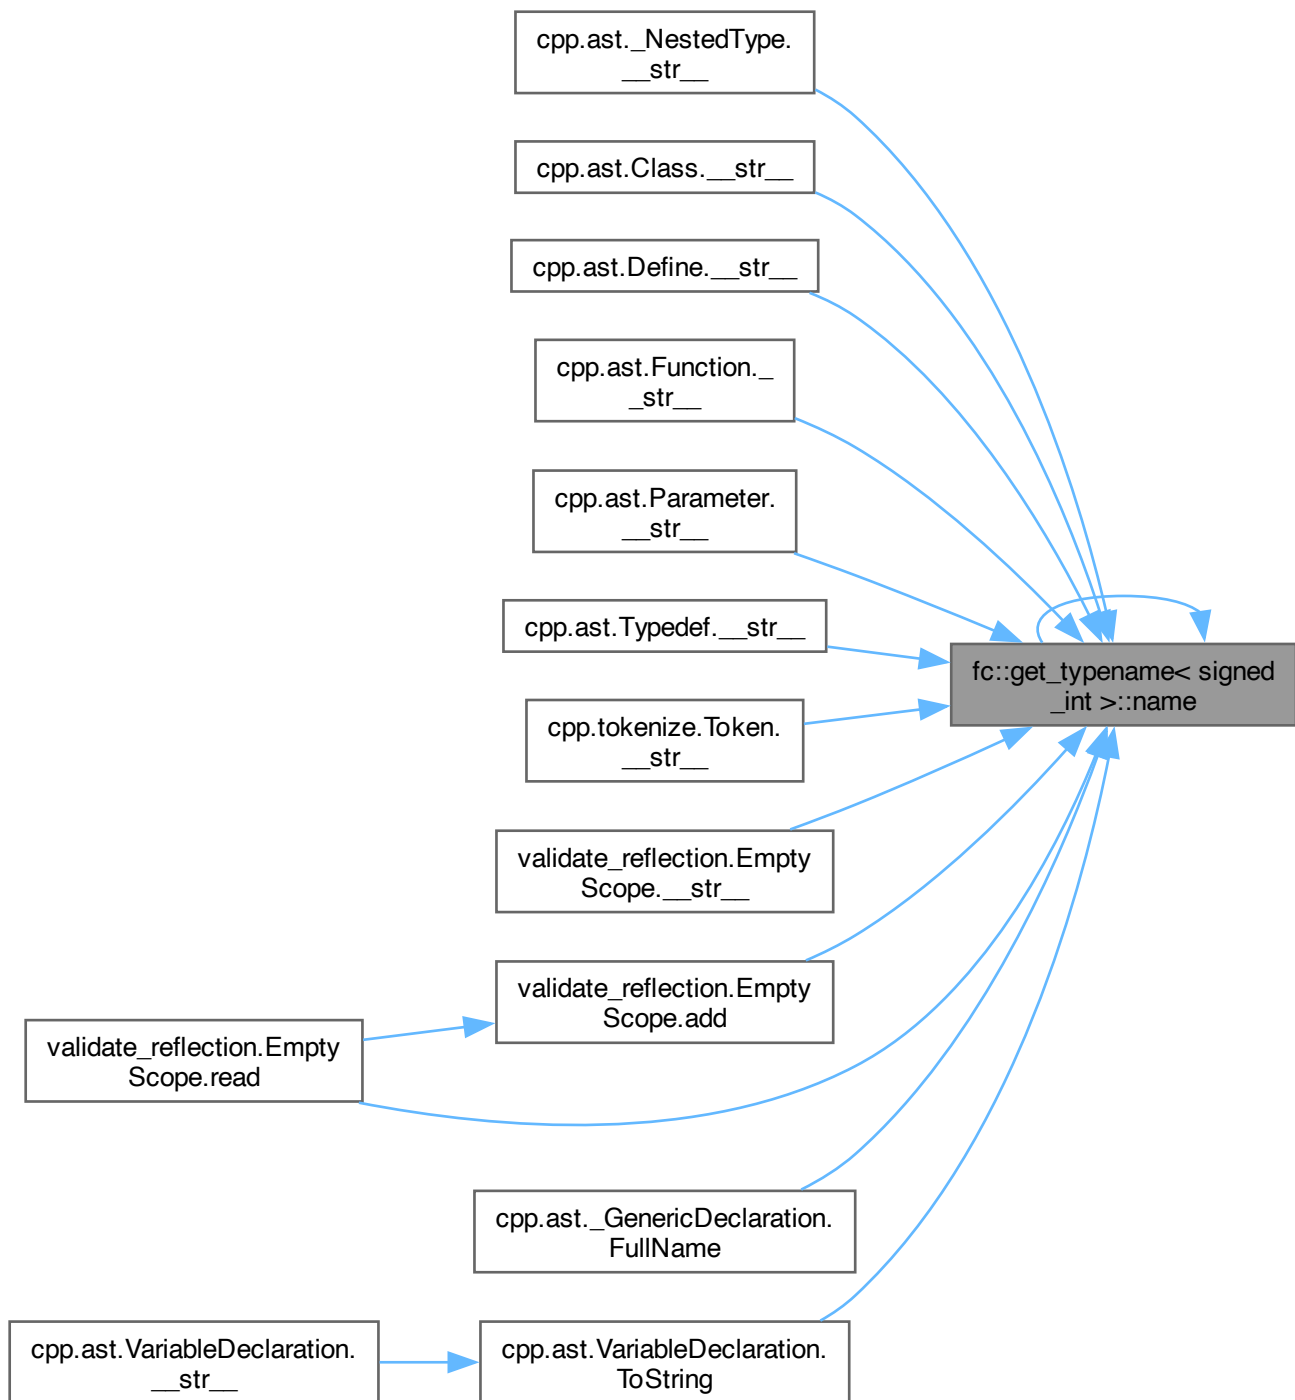 cpp.ast._NestedType.
__str__
cpp.ast.Class.__str__
cpp.ast.Define.__str__
cpp.ast.Function._
_str__
cpp.ast.Parameter.
__str__
cpp.ast.Typedef.__str__
fc::get_typename< signed
_int >::name
cpp.tokenize.Token.
__str__
validate_reflection.Empty
Scope.__str__
validate_reflection.Empty
Scope.add
validate_reflection.Empty
Scope.read
cpp.ast._GenericDeclaration.
FullName
cpp.ast.VariableDeclaration.
__str__
cpp.ast.VariableDeclaration.
ToString